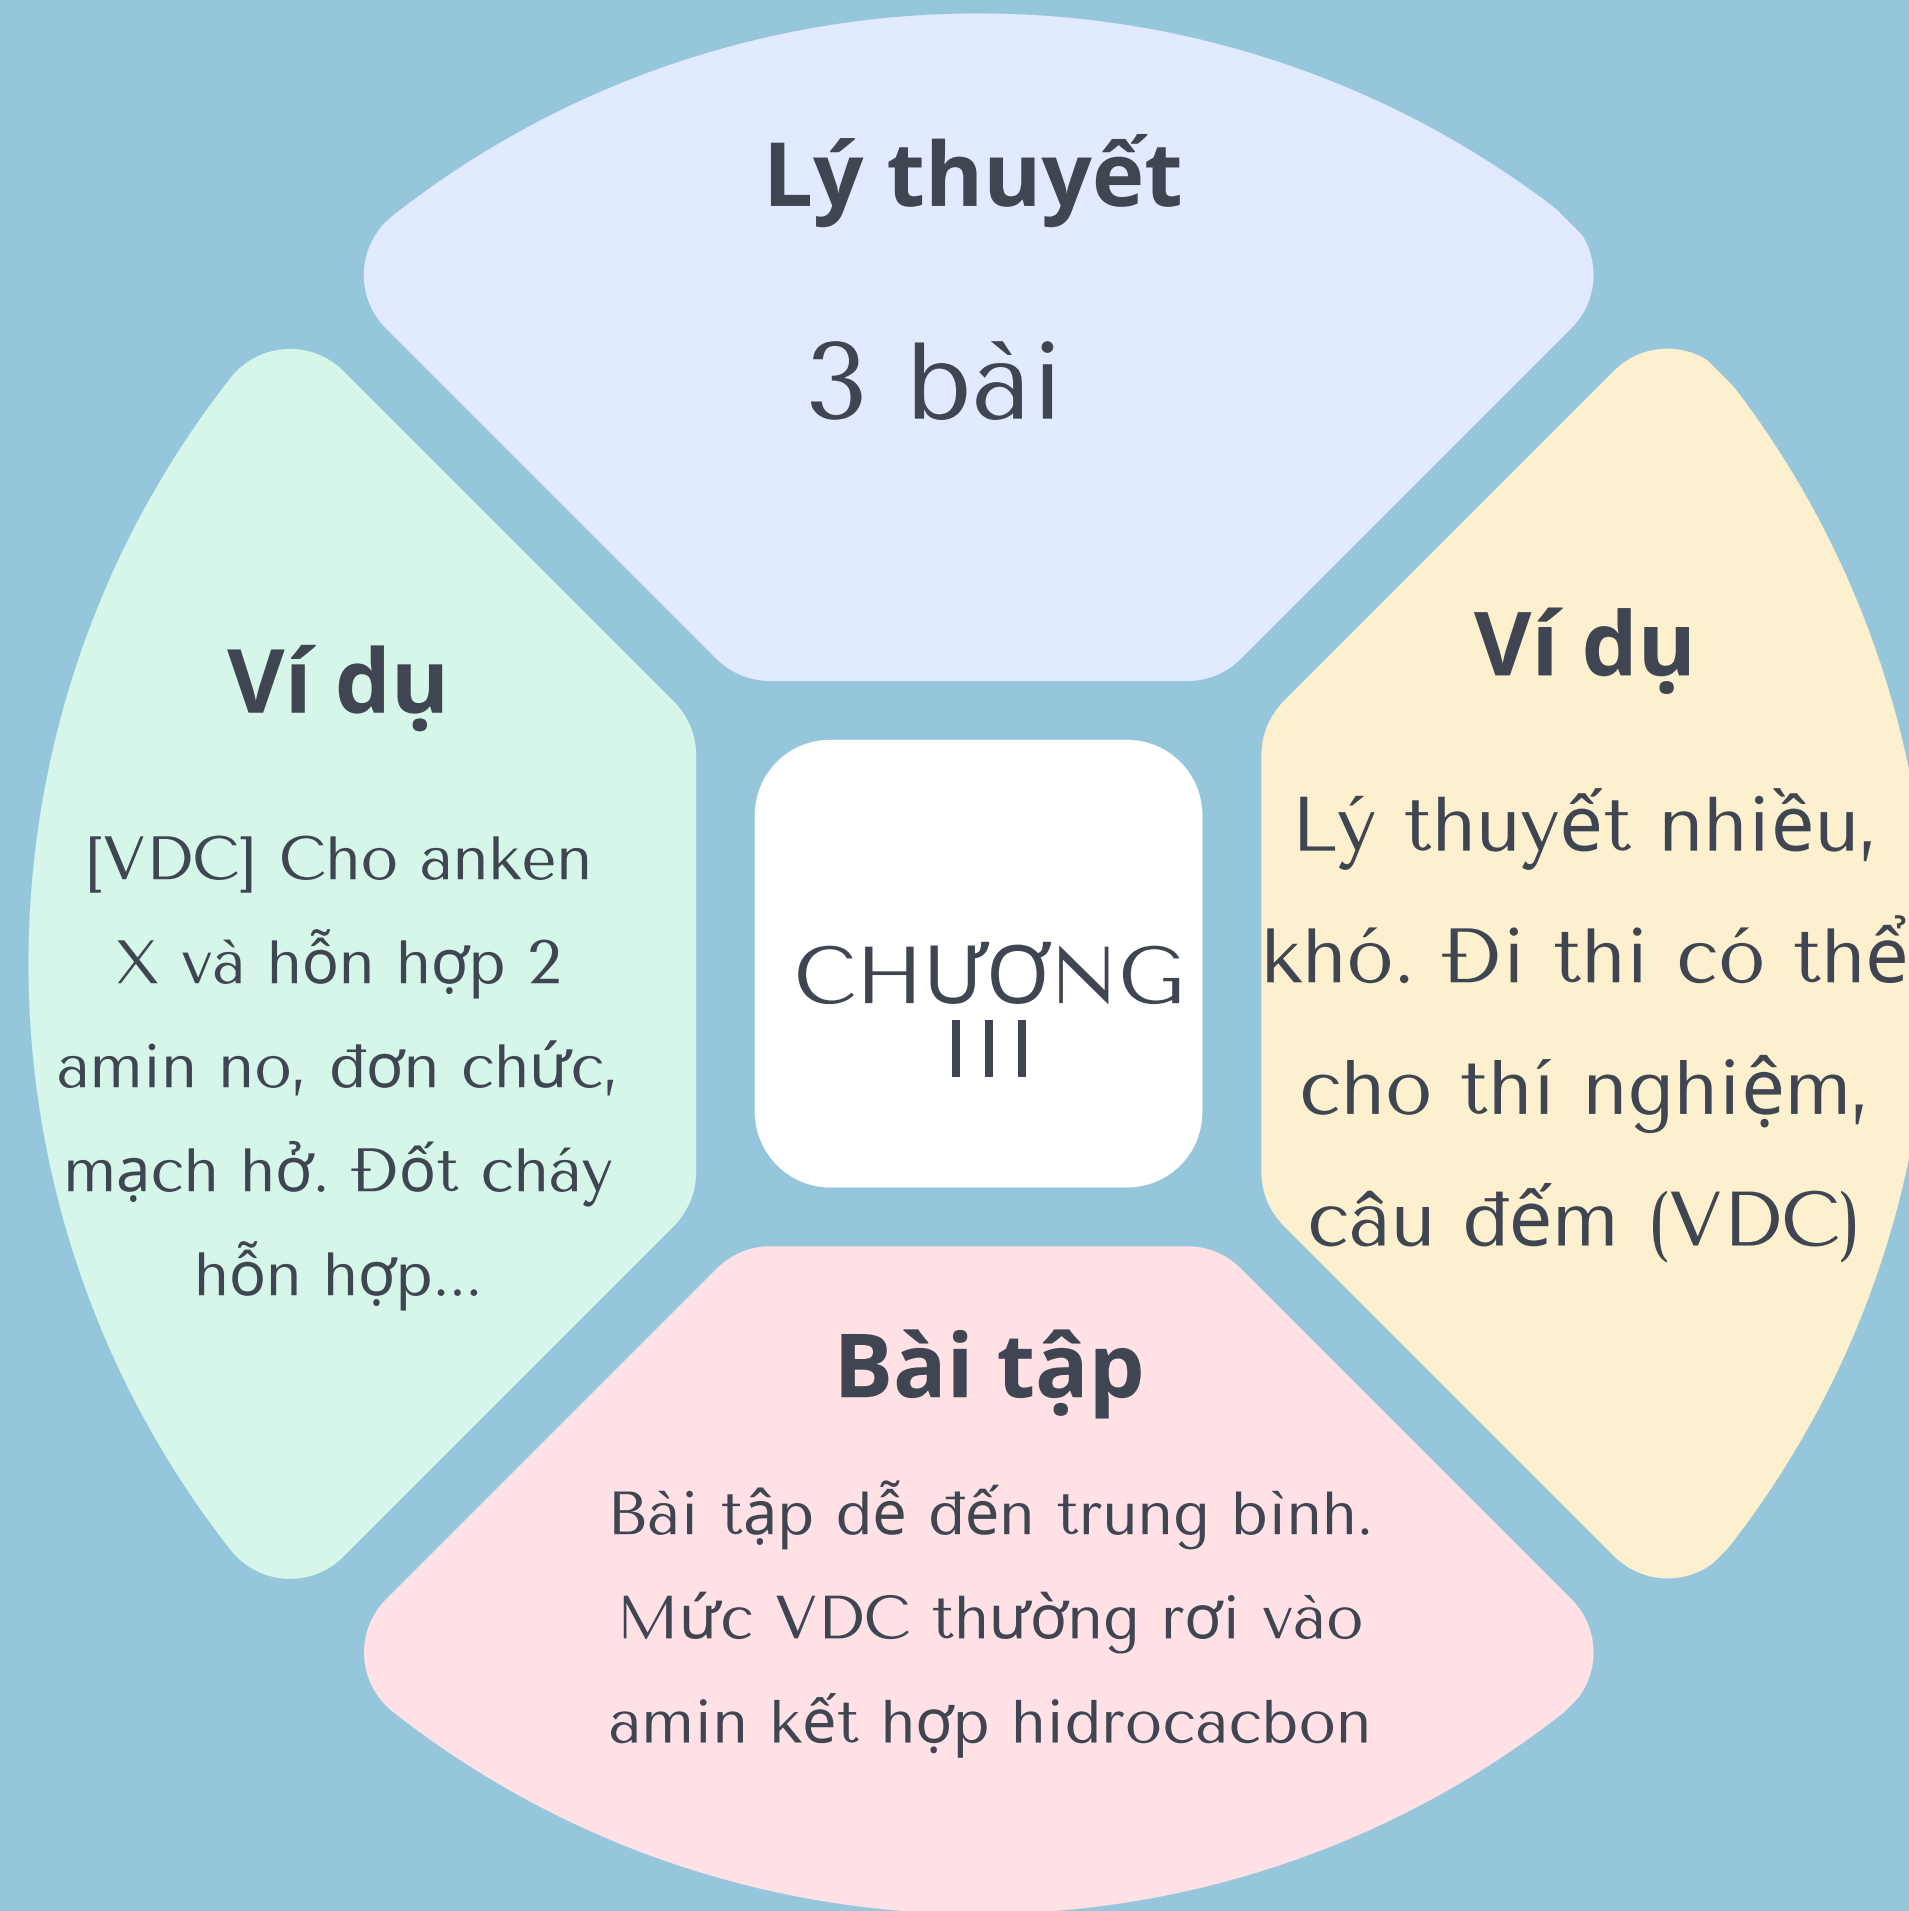 Lý thuyết
3 bài
Ví dụ
[VDC] Cho anken
X và hỗn hợp 2
amin no, đơn chức,
mạch hở. Đốt cháy
hỗn hợp...
CHƯƠNG
III
Ví dụ
Lý thuyết nhiều,
khó. Đi thi có thể
cho thí nghiệm,
câu đếm (VDC)
Bài tập
Bài tập dễ đến trung bình.
Mức VDC thường rơi vào
amin kết hợp hidrocacbon